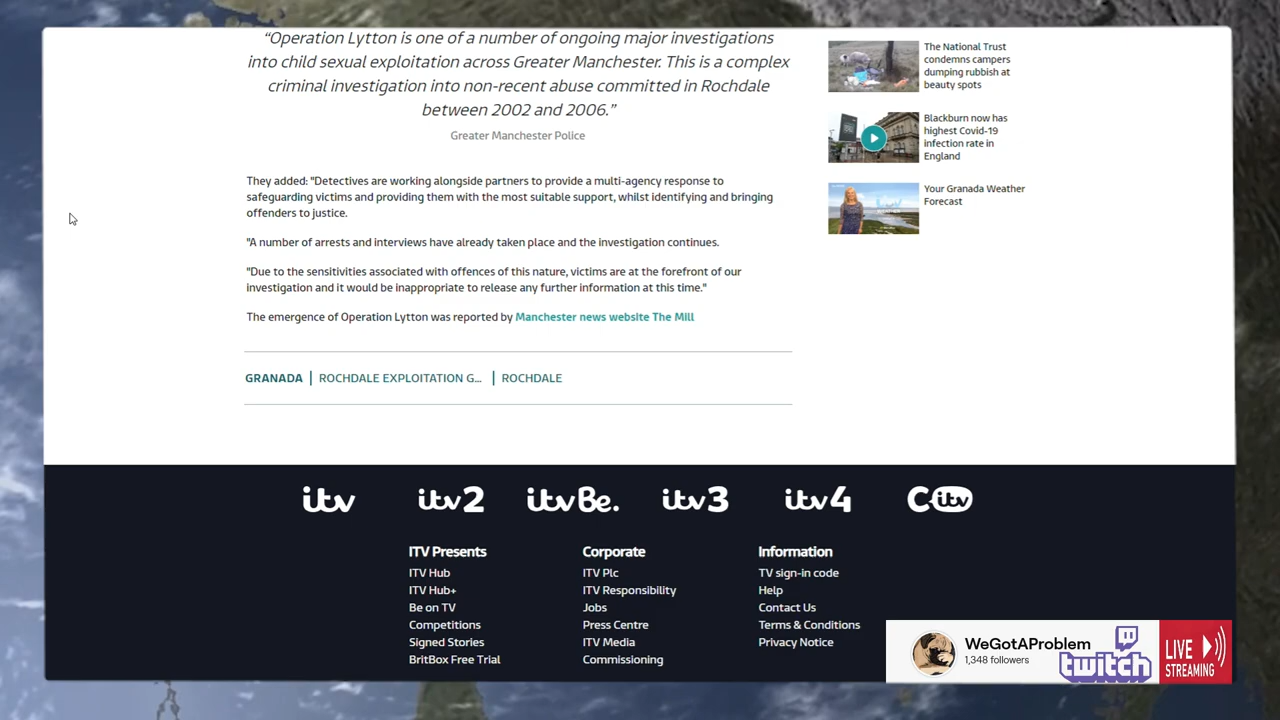 “Operation Lytton is one of a number of ongoing major investigations
into child sexual exploitation across Greater Manchester. This is a complex
criminal investigation into non-recent abuse committed in Rochdale
between 2002 and 2006.”
Greater Manchester Police
They added: "Detectives are working alongside partners to provide a multi-agency response to
safeguarding victims and providing them with the most suitable support, whilst identifying and bringing
offenders to justice.
"A number of arrests and interviews have already taken place and the investigation continues.
"Due to the sensitivities associated with offences of this nature, victims are at the forefront of our
investigation and it would be inappropriate to release any further information at this time."
The emergence of Operation Lytton was reported by Manchester news website The Mill
GRANADA | ROCHDALE EXPLOITATION G... | ROCHDALE
The National Trust
condemns campers
dumping rubbish at
beauty spots
Blackburn now has
highest Covid-19
infection rate in
England
Your Granada Weather
Forecast
itv itv2 itvBe. itv3 itv4 Citv
ITV Presents
ITV Hub
ITV Hub+
Be on TV
Competitions
Signed Stories
BritBox Free Trial
Corporate
ITV Plc
ITV Responsibility
Jobs
Press Centre
ITV Media
Commissioning
Information
TV sign-in code
Help
Contact Us
Terms & Conditions
Privacy Notice
WeGotAProblem
1,348 followers
twitch
LIVE
STREAMING